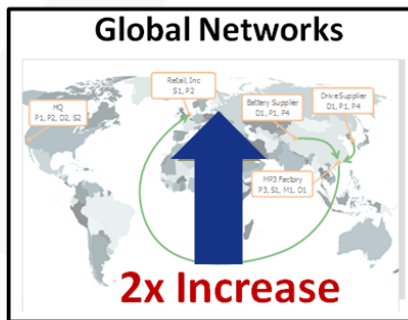 Global Networks
HQ
P1, P2, D2, S2
Retail, Inc
S1, P2
Battery Supplier
D1, P1, P4
Drive Supplier
D1, P1, P4
MP3 Factory
P3, S1, M1, D1
2x Increase